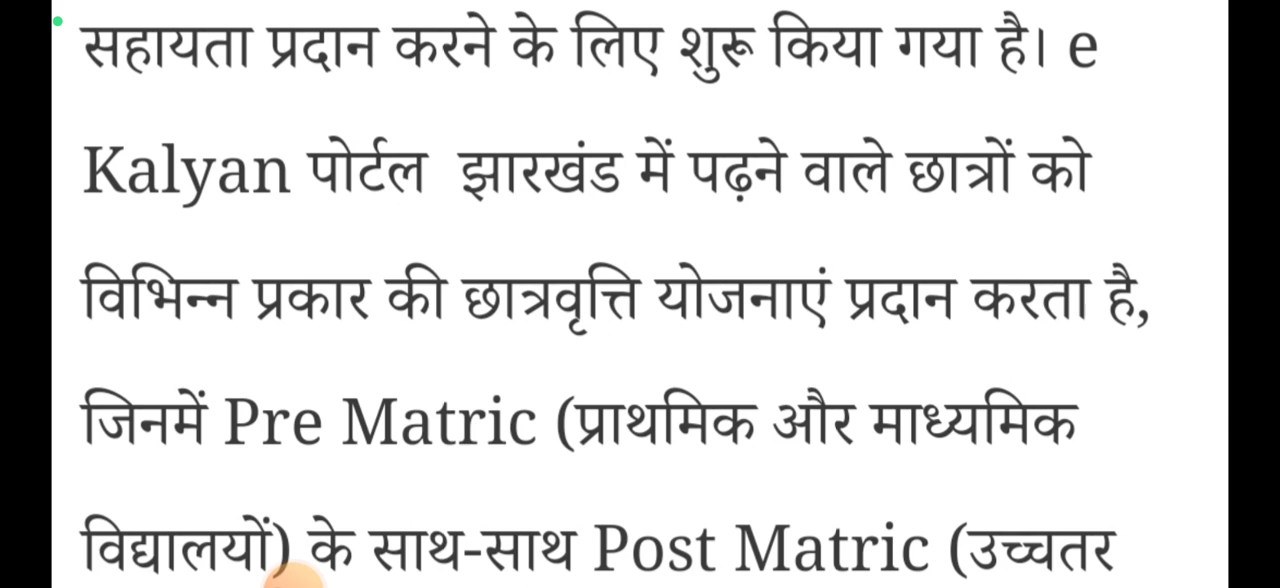 सहायता प्रदान करने के लिए शुरू किया गया है। e
Kalyan पोर्टल झारखंड में पढ़ने वाले छात्रों को
विभिन्न प्रकार की छात्रवृत्ति योजनाएं प्रदान करता है,
जिनमें Pre Matric (प्राथमिक और माध्यमिक
विद्यालयों) के साथ-साथ Post Matric (उच्चतर